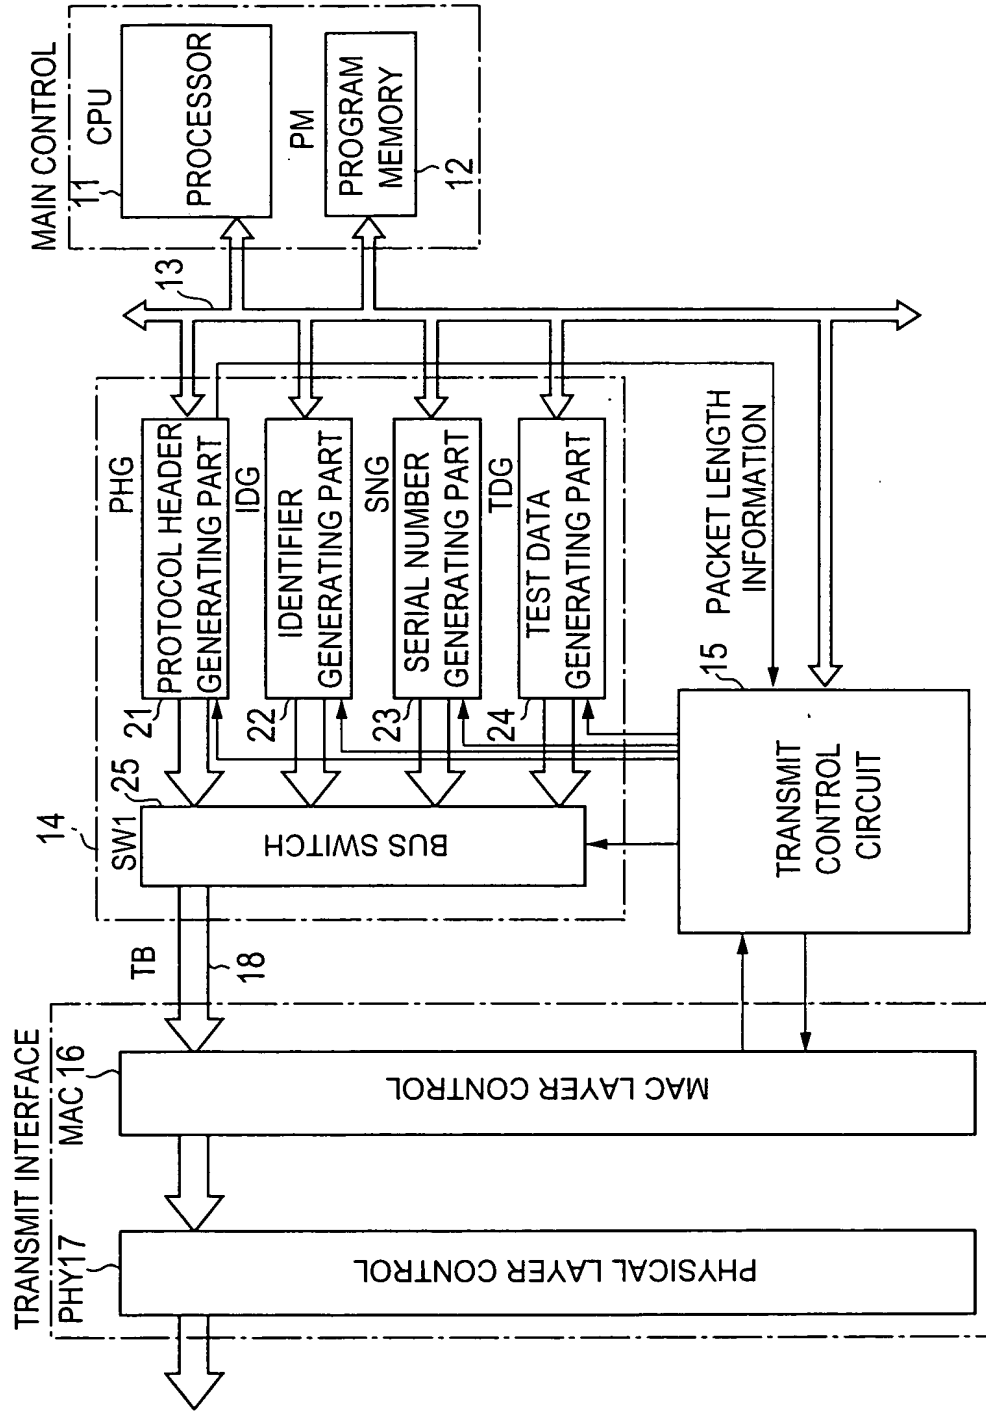 TRANSMIT INTERFACE
PHY17
PHYSICAL LAYER CONTROL
MAC 16
MAC LAYER CONTROL
TB
18
14
SW1
25
BUS SWITCH
21
PHG
PROTOCOL HEADER
GENERATING PART
22
IDG
IDENTIFIER
GENERATING PART
23
SNG
SERIAL NUMBER
GENERATING PART
24
TDG
TEST DATA
GENERATING PART
15
TRANSMIT
CONTROL
CIRCUIT
PACKET LENGTH
INFORMATION
13
MAIN CONTROL
11
CPU
PROCESSOR
PM
PROGRAM
MEMORY
12